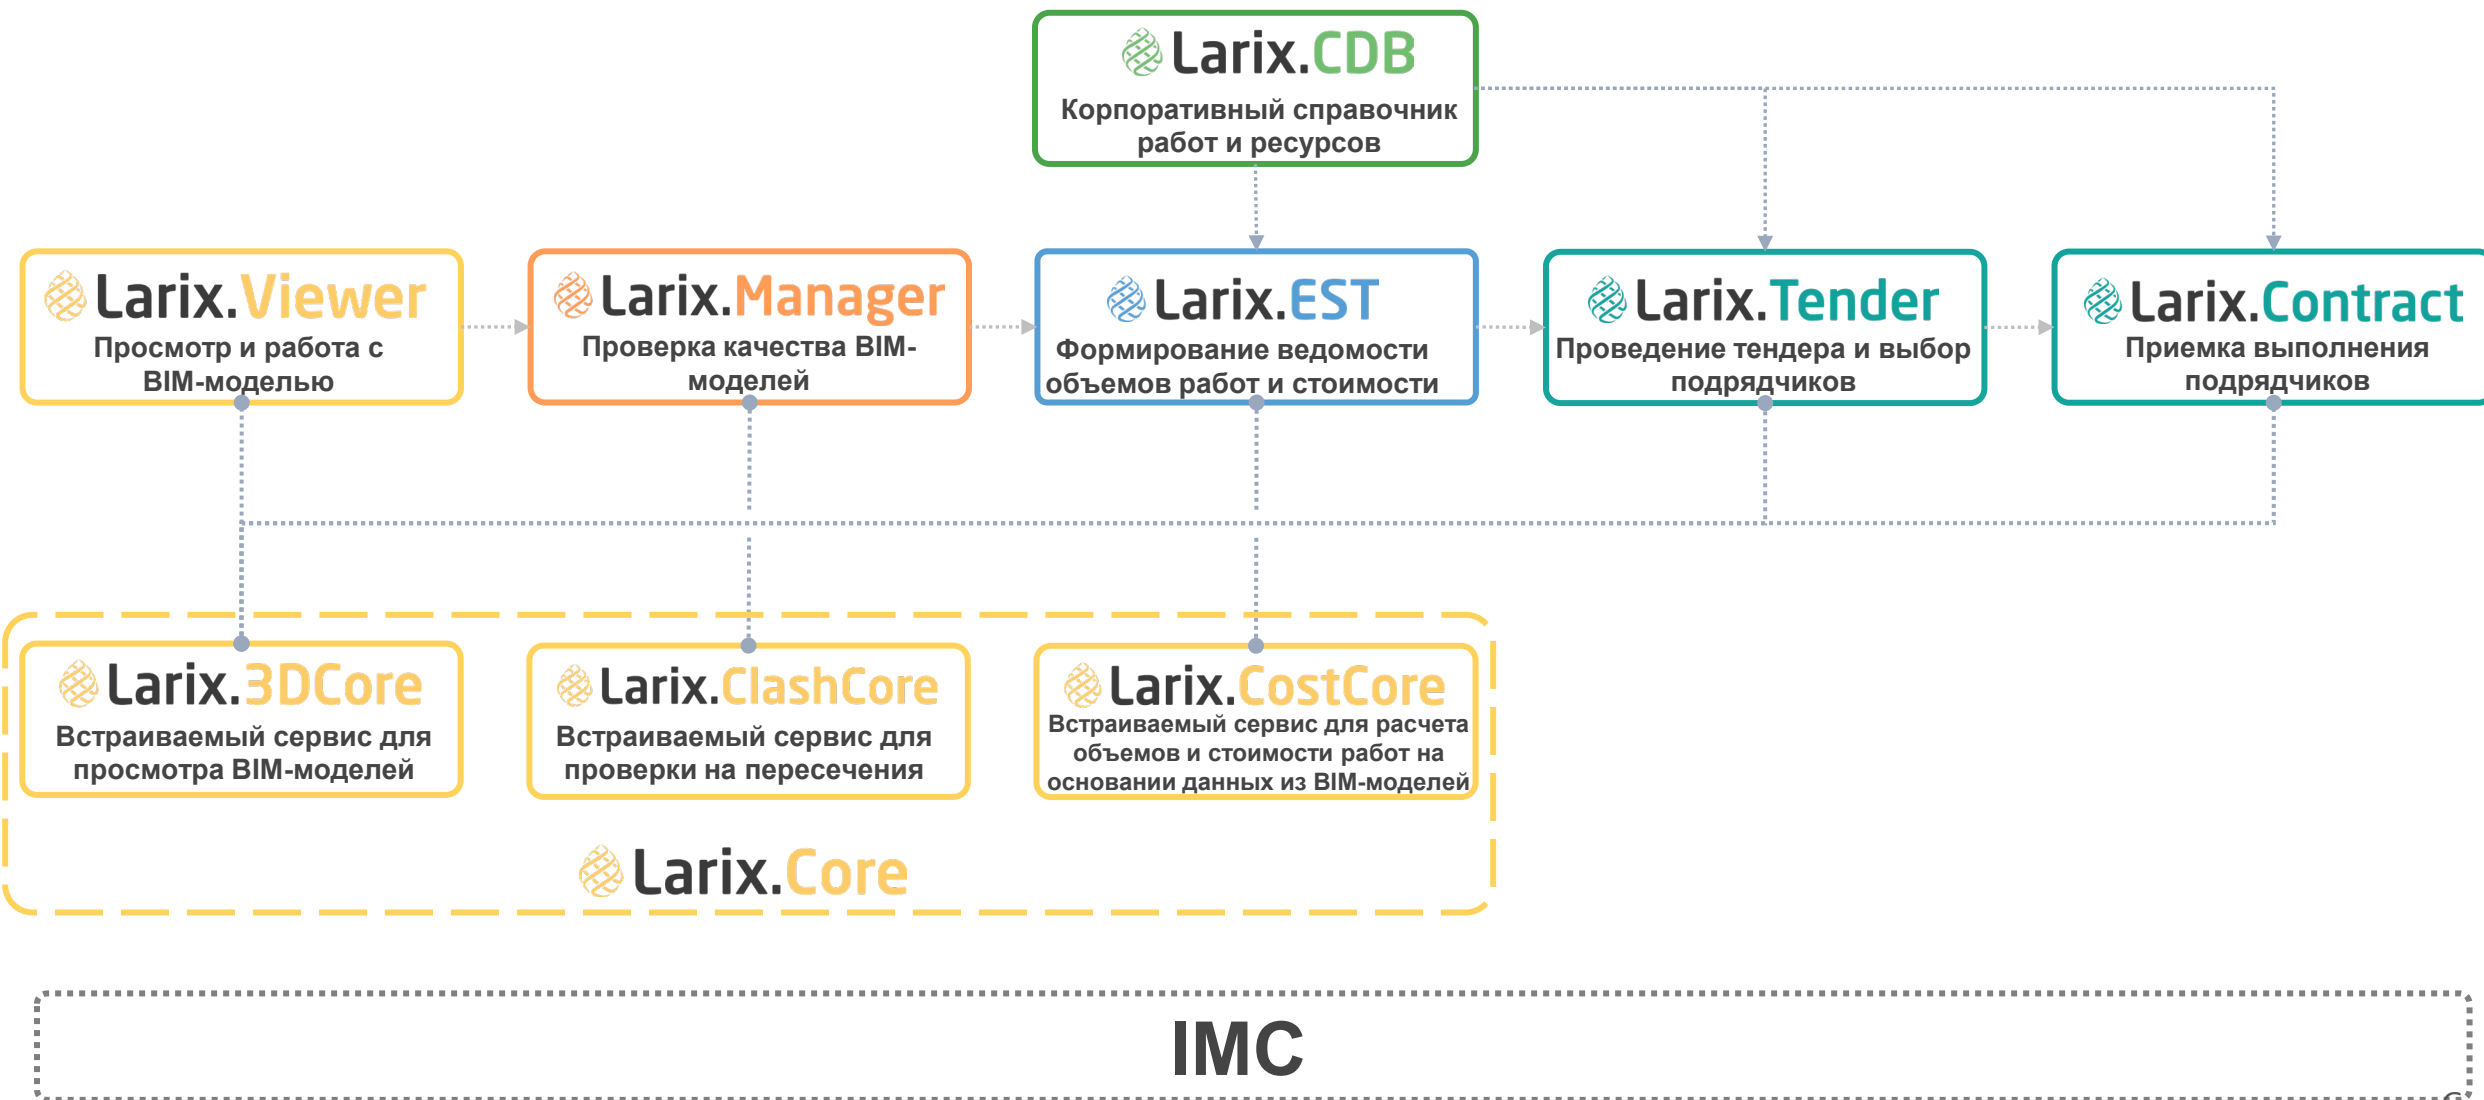 Larix.CDB
Корпоративный справочник
работ и ресурсов
Larix.Viewer
Просмотр и работа с
BIM-моделью
Larix.Manager
Проверка качества BIM-
моделей
Larix.EST
Формирование ведомости
объемов работ и стоимости
Larix.Tender
Проведение тендера и выбор
подрядчиков
Larix.Contract
Приемка выполнения
подрядчиков
Larix.3DCore
Встраиваемый сервис для
просмотра BIM-моделей
Larix.ClashCore
Встраиваемый сервис для
проверки на пересечения
Larix.CostCore
Встраиваемый сервис для расчета
объемов и стоимости работ на
основании данных из BIM-моделей
Larix.Core
IMC